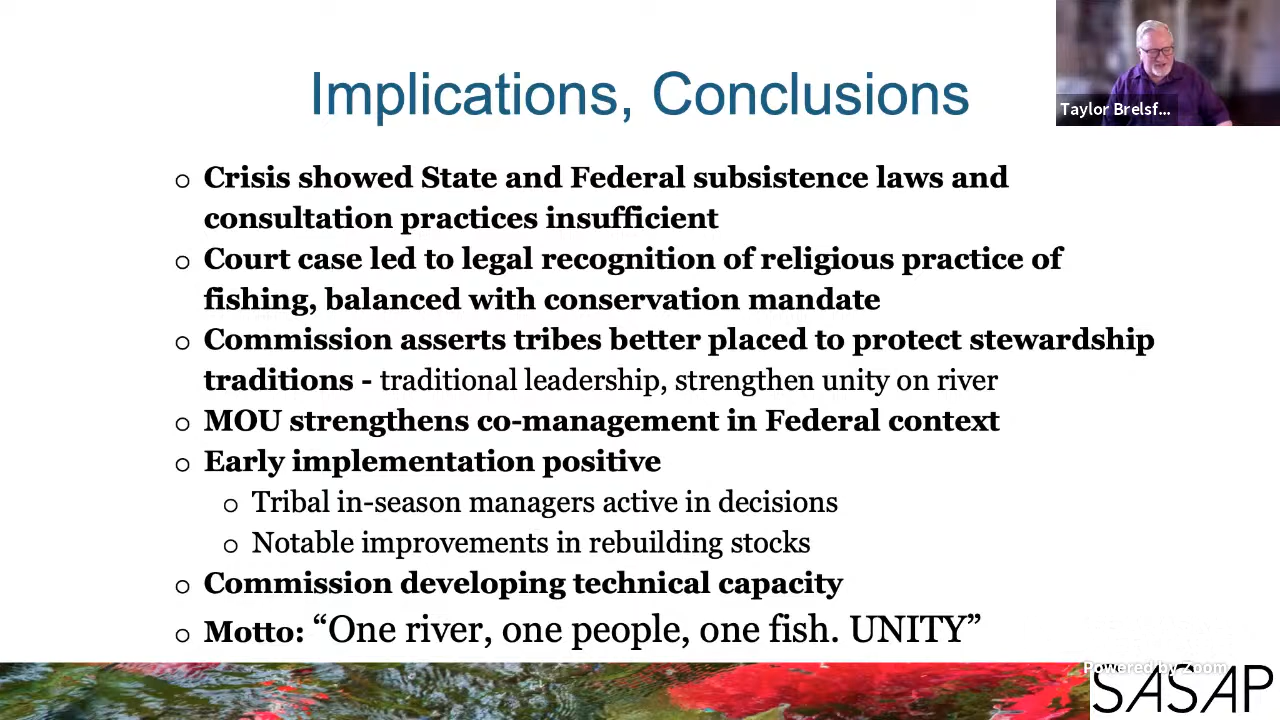 Implications, Conclusions
Taylor Brelsf...
○ Crisis showed State and Federal subsistence laws and
consultation practices insufficient
○ Court case led to legal recognition of religious practice of
fishing, balanced with conservation mandate
○ Commission asserts tribes better placed to protect stewardship
traditions - traditional leadership, strengthen unity on river
○ MOU strengthens co-management in Federal context
○ Early implementation positive
○ Tribal in-season managers active in decisions
○ Notable improvements in rebuilding stocks
○ Commission developing technical capacity
○ Motto: “One river, one people, one fish. UNITY”
Powered by Zoom
SASAP